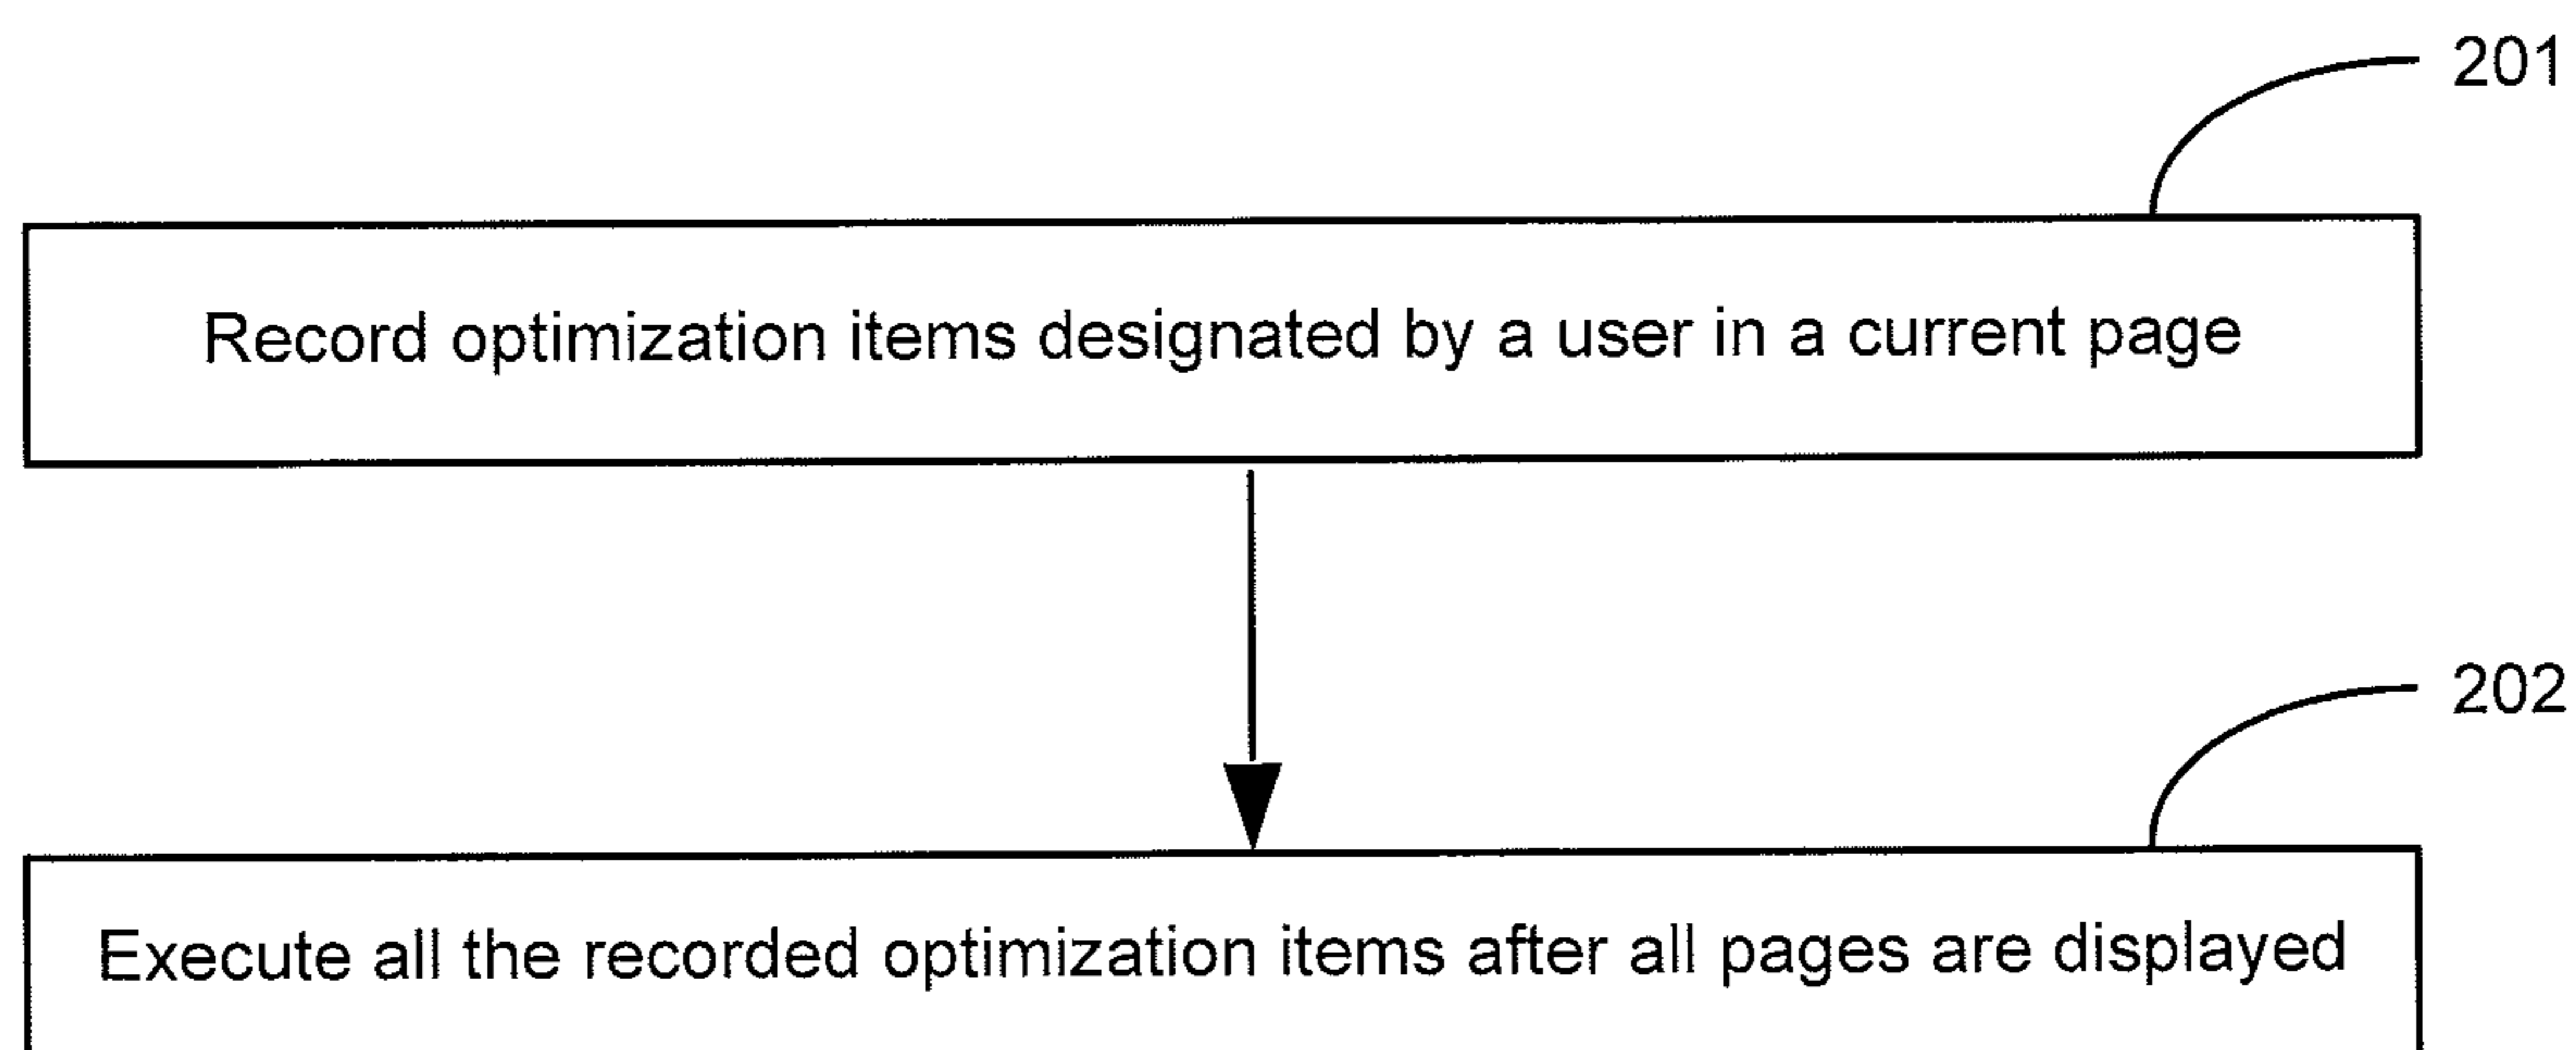 201
Record optimization items designated by a user in a current page
202
Execute all the recorded optimization items after all pages are displayed